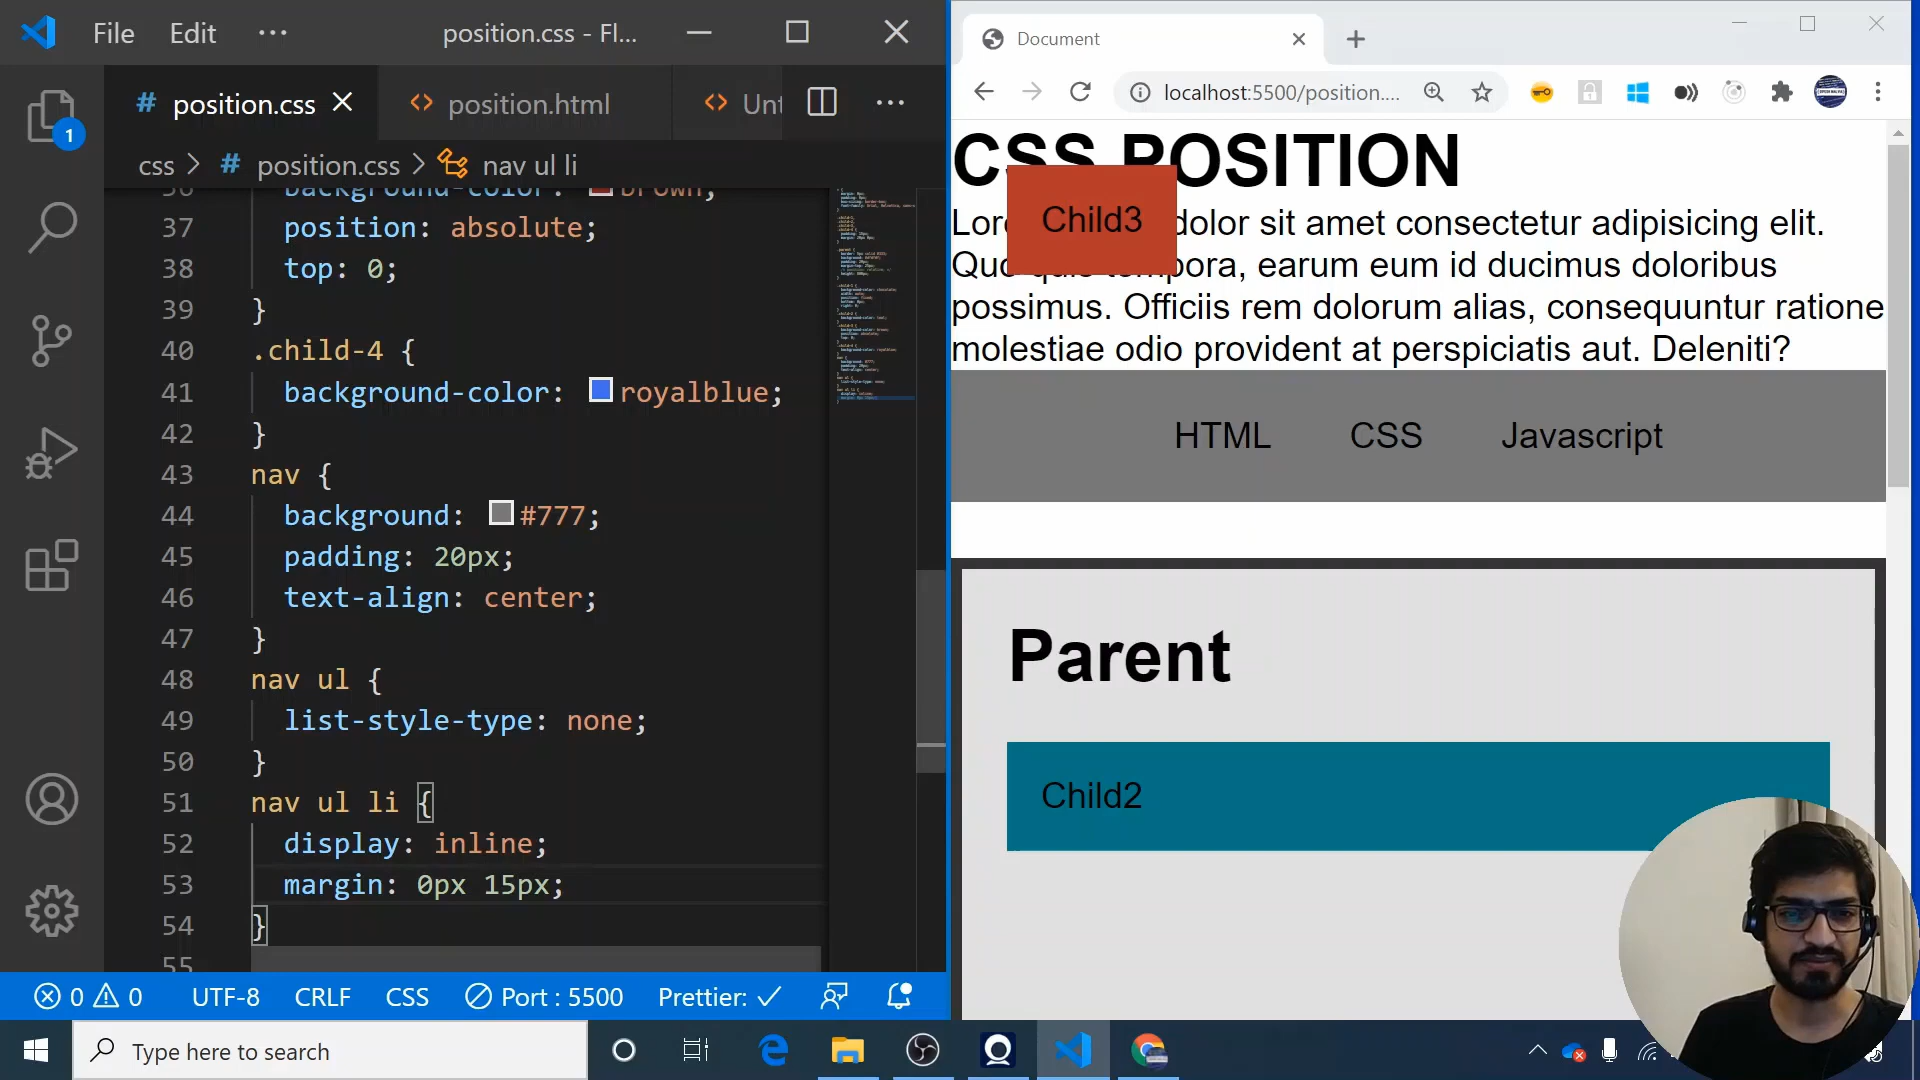 File Edit ··· position.css - Fl...
# position.css position.html Unt ···
1
css > # position.css > nav ul li
36 background-color: brown;
37 position: absolute;
38 top: 0;
39 }
40 .child-4 {
41 background-color: royalblue;
42 }
43 nav {
44 background: #777;
45 padding: 20px;
46 text-align: center;
47 }
48 nav ul {
49 list-style-type: none;
50 }
51 nav ul li {
52 display: inline;
53 margin: 0px 15px;
54 }
55
0 0 UTF-8 CRLF CSS Port : 5500 Prettier: ✓
Document
localhost:5500/position....
CSS POSITION
Child3
dolor sit amet consectetur adipisicing elit.
earum eum id ducimus doloribus
possimus. Officiis rem dolorum alias, consequuntur ratione
molestiae odio provident at perspiciatis aut. Deleniti?
HTML CSS Javascript
Parent
Child2
Type here to search